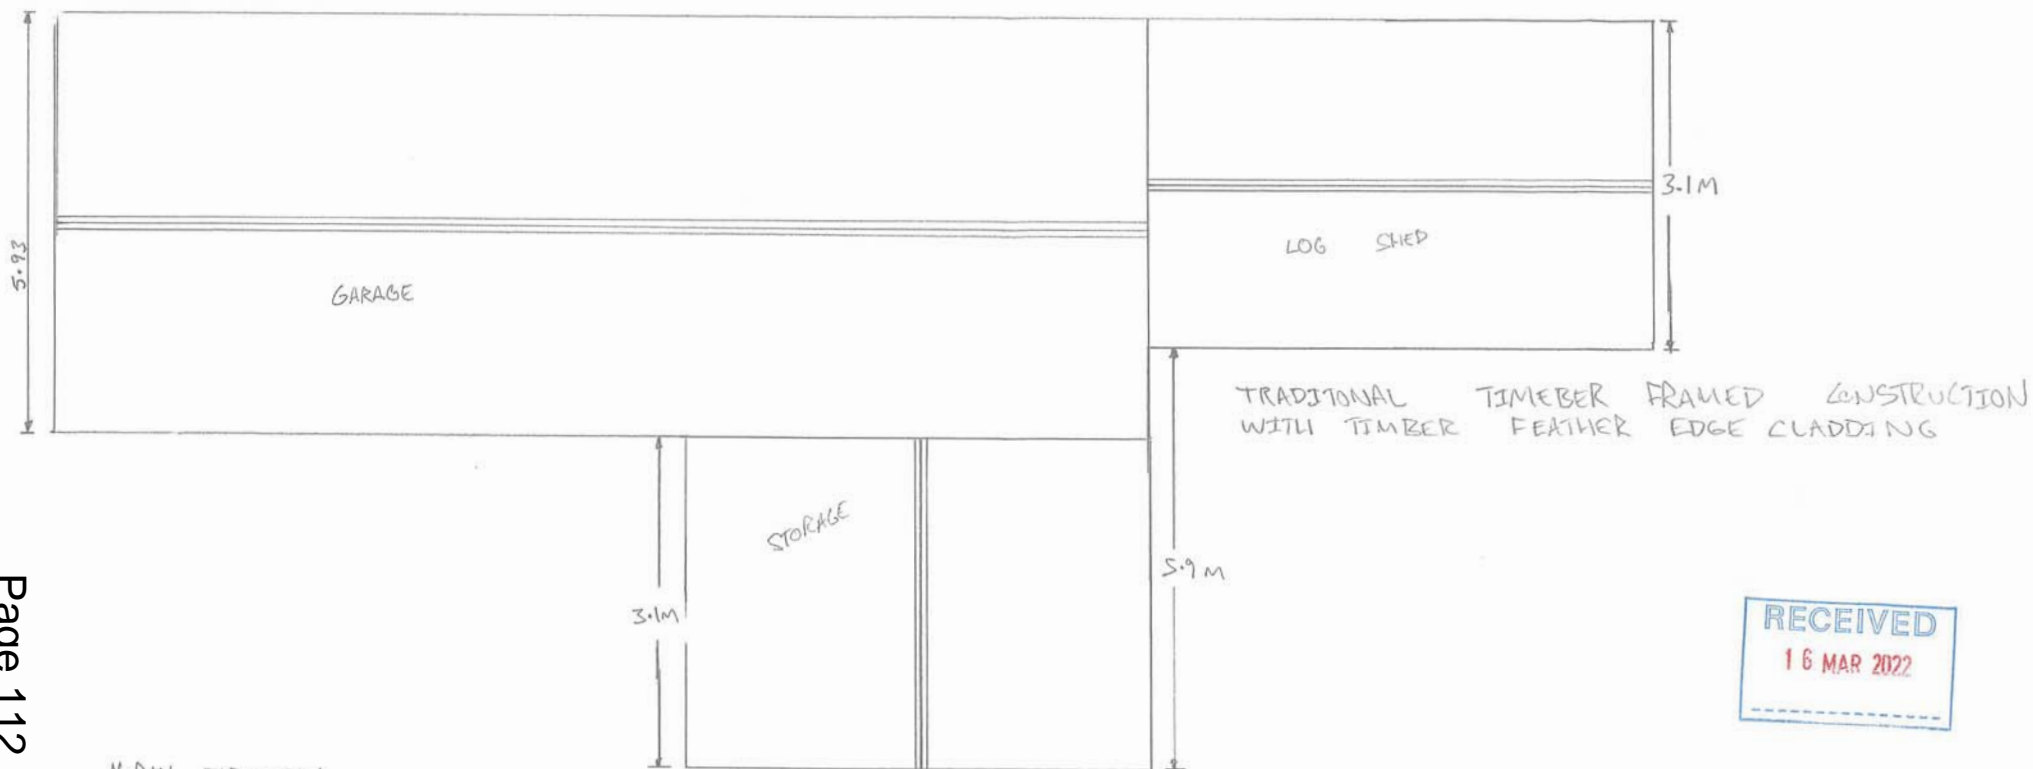 5.93
GARAGE
LOG SHED
3.1M
TRADITONAL TIMEBER FRAMED CONSTRUCTION
WITH TIMBER FEATHER EDGE CLADDING
STORAGE
3.1M
5.9M
RECEIVED
16 MAR 2022
Page 112